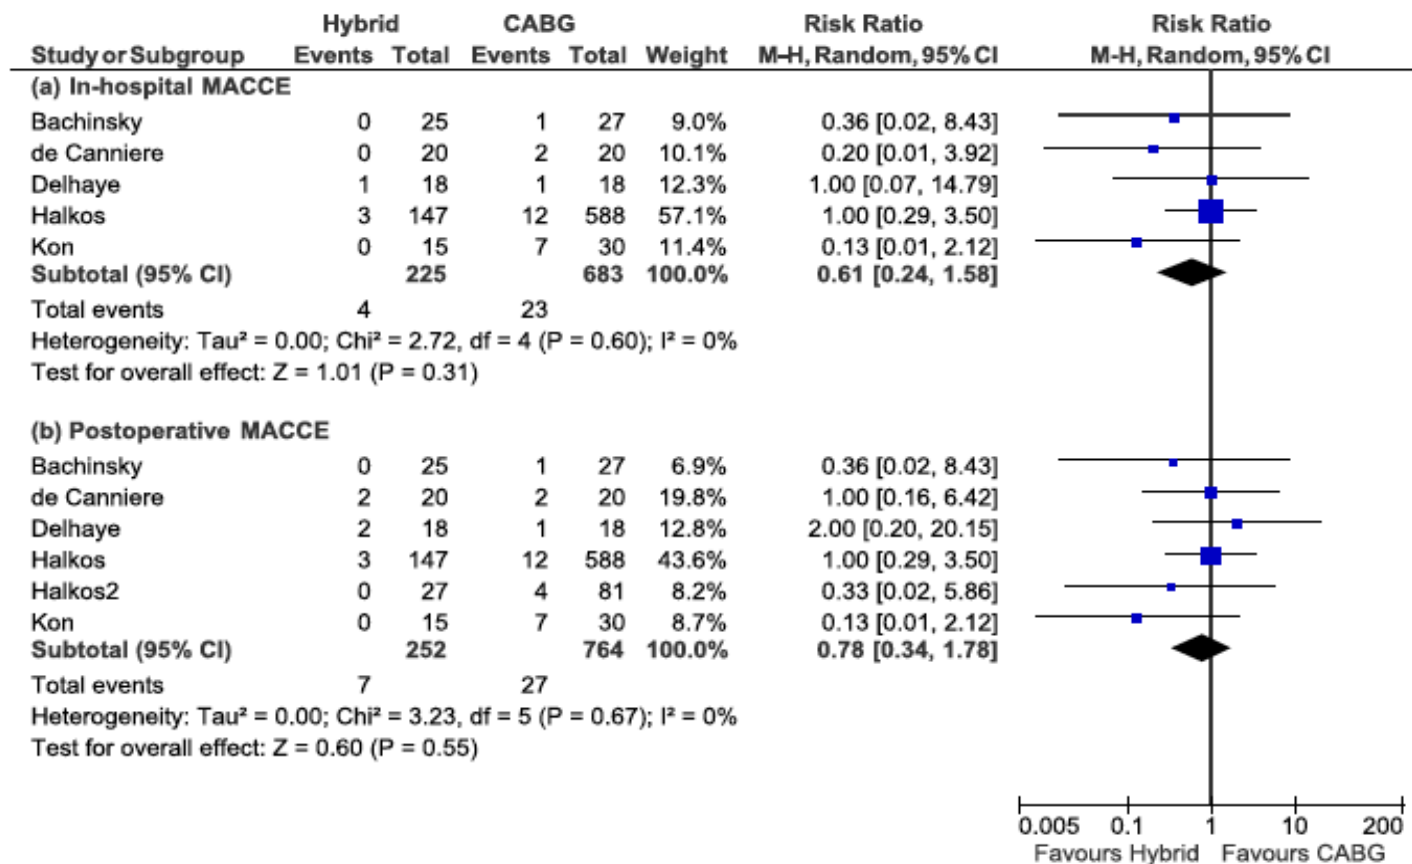 Hybrid CABG Risk Ratio Risk Ratio
Study or Subgroup Events Total Events Total Weight M-H, Random, 95% CI M-H, Random, 95% CI
(a) In-hospital MACCE
Bachinsky 0 25 1 27 9.0% 0.36 [0.02, 8.43]
de Canniere 0 20 2 20 10.1% 0.20 [0.01, 3.92]
Delhaye 1 18 1 18 12.3% 1.00 [0.07, 14.79]
Halkos 3 147 12 588 57.1% 1.00 [0.29, 3.50]
Kon 0 15 7 30 11.4% 0.13 [0.01, 2.12]
Subtotal (95% CI) 225 683 100.0% 0.61 [0.24, 1.58]
Total events 4 23
Heterogeneity: Tau² = 0.00; Chi² = 2.72, df = 4 (P = 0.60); I² = 0%
Test for overall effect: Z = 1.01 (P = 0.31)
(b) Postoperative MACCE
Bachinsky 0 25 1 27 6.9% 0.36 [0.02, 8.43]
de Canniere 2 20 2 20 19.8% 1.00 [0.16, 6.42]
Delhaye 2 18 1 18 12.8% 2.00 [0.20, 20.15]
Halkos 3 147 12 588 43.6% 1.00 [0.29, 3.50]
Halkos2 0 27 4 81 8.2% 0.33 [0.02, 5.86]
Kon 0 15 7 30 8.7% 0.13 [0.01, 2.12]
Subtotal (95% CI) 252 764 100.0% 0.78 [0.34, 1.78]
Total events 7 27
Heterogeneity: Tau² = 0.00; Chi² = 3.23, df = 5 (P = 0.67); I² = 0%
Test for overall effect: Z = 0.60 (P = 0.55)
0.005 0.1 1 10 200
Favours Hybrid Favours CABG